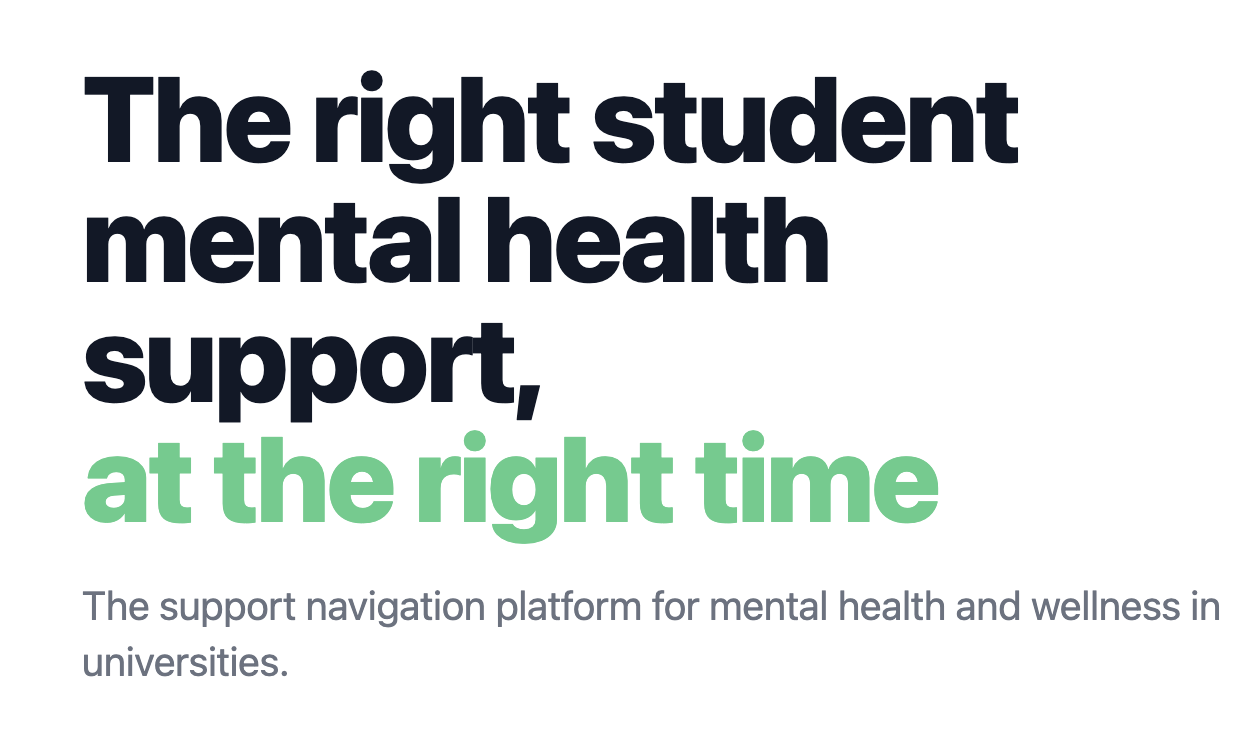 The right student
mental health
support,
at the right time
The support navigation platform for mental health and wellness in
universities.